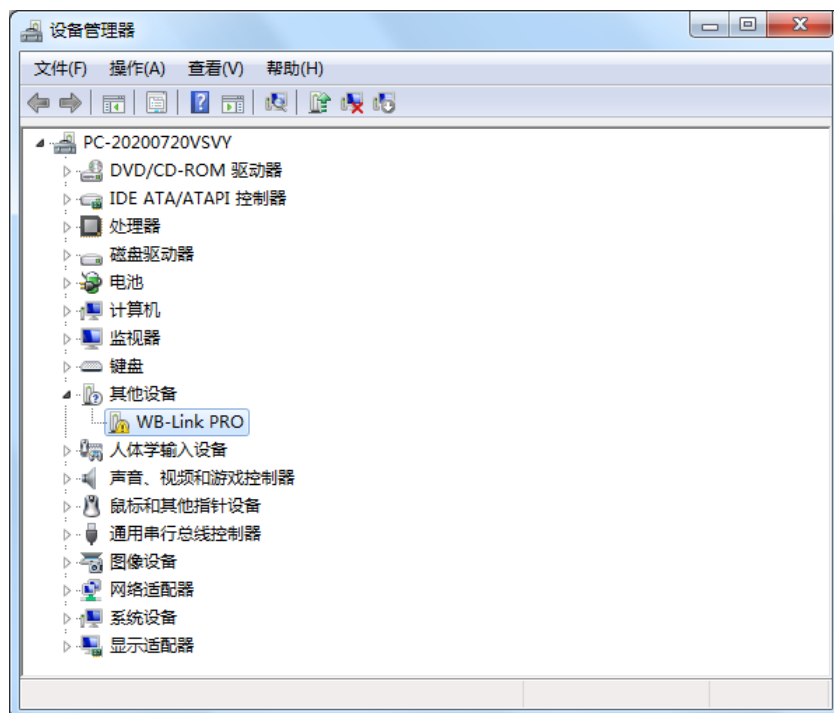 设备管理器
文件(F) 操作(A) 查看(V) 帮助(H)
PC-20200720VSVY
DVD/CD-ROM 驱动器
IDE ATA/ATAPI 控制器
处理器
磁盘驱动器
电池
计算机
监视器
键盘
其他设备
WB-Link PRO
人体学输入设备
声音、视频和游戏控制器
鼠标和其他指针设备
通用串行总线控制器
图像设备
网络适配器
系统设备
显示适配器